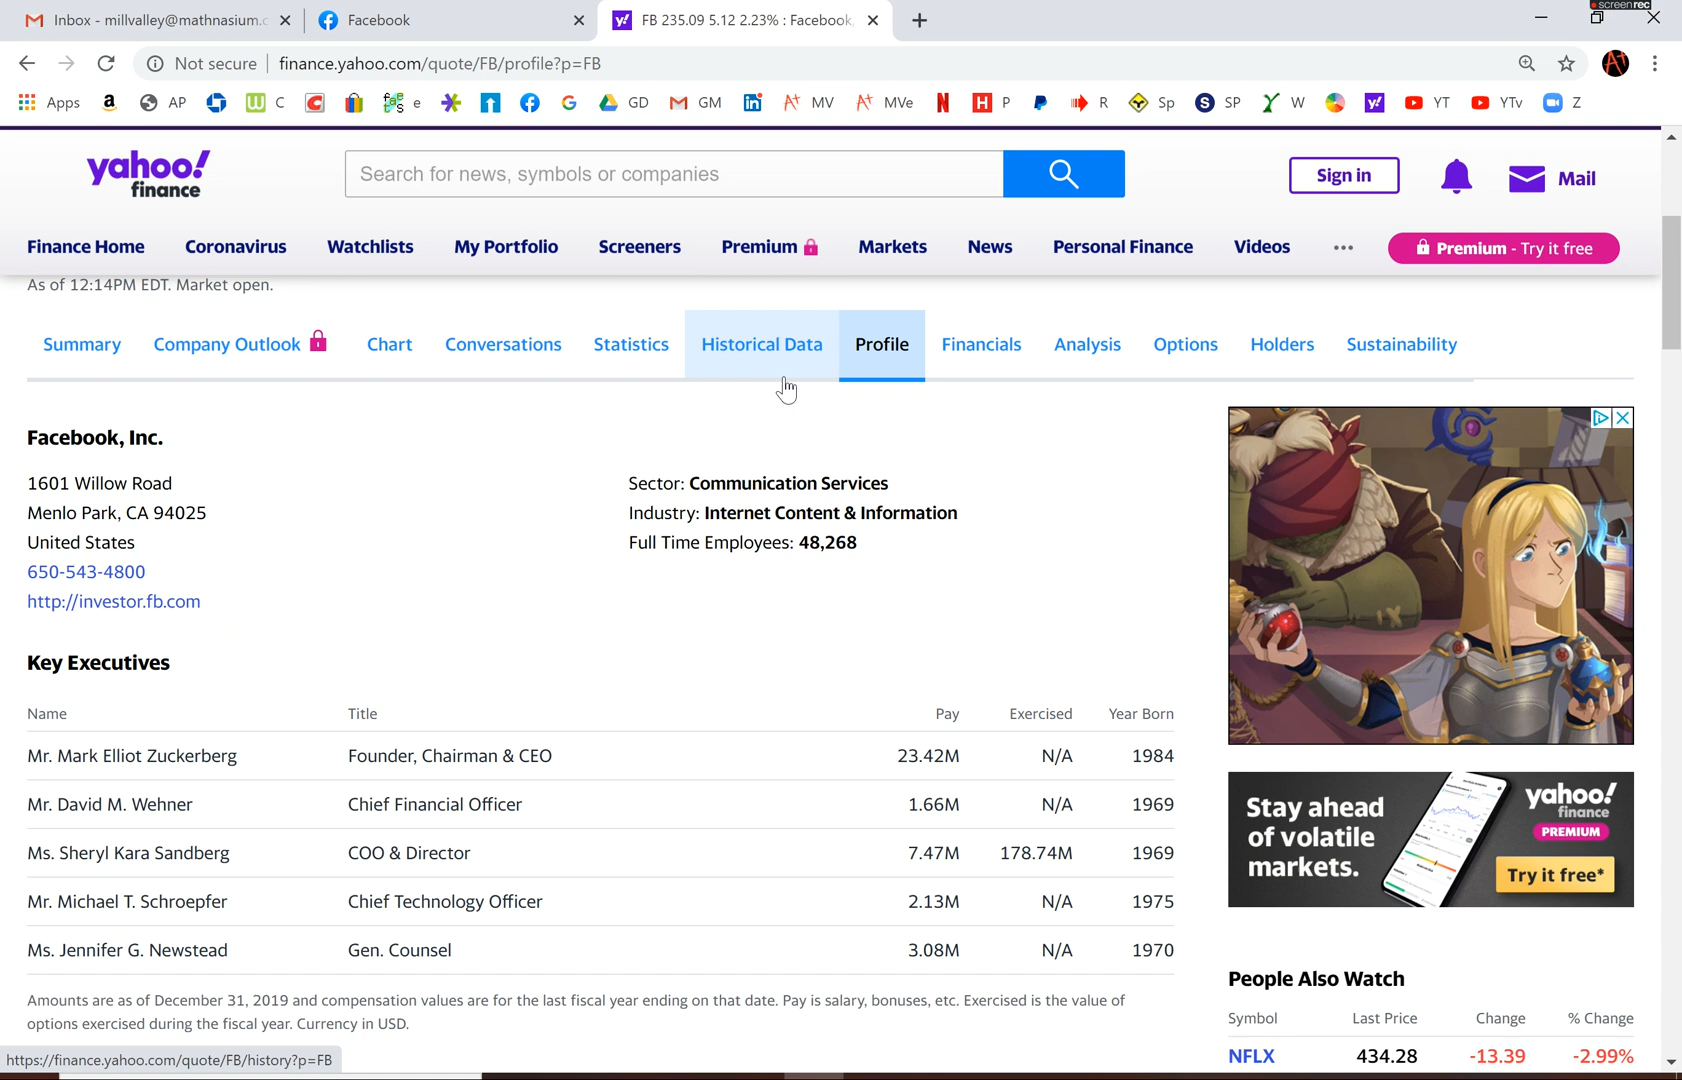 screenrec
Inbox - millvalley@mathnasium.c
Facebook
FB 235.09 5.12 2.23% : Facebook,
Not secure finance.yahoo.com/quote/FB/profile?p=FB
Apps AP C e GD GM MV MVe P R Sp SP W YT YTv Z
yahoo!
finance
Search for news, symbols or companies
Sign in
Mail
Finance Home Coronavirus Watchlists My Portfolio Screeners Premium Markets News Personal Finance Videos ••• Premium - Try it free
As of 12:14PM EDT. Market open.
Summary Company Outlook Chart Conversations Statistics Historical Data Profile Financials Analysis Options Holders Sustainability
Facebook, Inc.
1601 Willow Road
Menlo Park, CA 94025
United States
650-543-4800
http://investor.fb.com
Sector: Communication Services
Industry: Internet Content & Information
Full Time Employees: 48,268
Key Executives
Name Title Pay Exercised Year Born
Mr. Mark Elliot Zuckerberg Founder, Chairman & CEO 23.42M N/A 1984
Mr. David M. Wehner Chief Financial Officer 1.66M N/A 1969
Ms. Sheryl Kara Sandberg COO & Director 7.47M 178.74M 1969
Mr. Michael T. Schroepfer Chief Technology Officer 2.13M N/A 1975
Ms. Jennifer G. Newstead Gen. Counsel 3.08M N/A 1970
Amounts are as of December 31, 2019 and compensation values are for the last fiscal year ending on that date. Pay is salary, bonuses, etc. Exercised is the value of
options exercised during the fiscal year. Currency in USD.
https://finance.yahoo.com/quote/FB/history?p=FB
Stay ahead
of volatile
markets.
yahoo!
finance
PREMIUM
Try it free*
People Also Watch
Symbol Last Price Change % Change
NFLX 434.28 -13.39 -2.99%